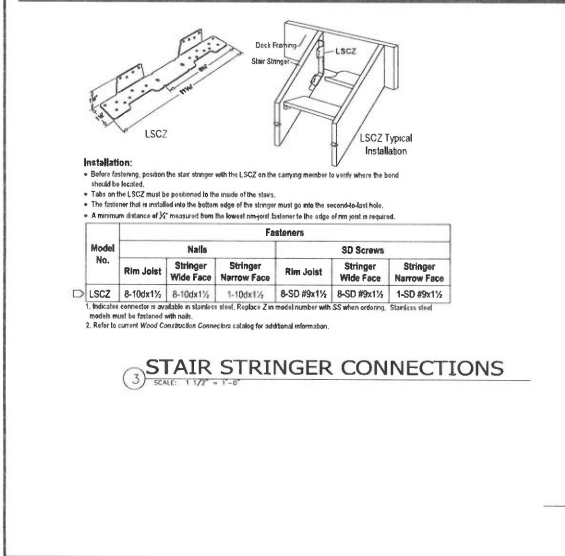 Deck Framing
Stair Stringer
LSCZ
LSCZ
LSCZ Typical
Installation
Installation:
• Before fastening, position the stair stringer with the LSCZ on the carrying member to verify where the bend
should be located.
• Tabs on the LSCZ must be positioned to the inside of the stairs.
• The fastener that is installed into the bottom edge of the stringer must go into the second-to-last hole.
• A minimum distance of ¾" measured from the lowest rim-joist fastener to the edge of rim joist is required.
Model No.
Fasteners
Nails
SD Screws
Rim Joist
Stringer Wide Face
Stringer Narrow Face
Rim Joist
Stringer Wide Face
Stringer Narrow Face
LSCZ 8-10dx1½ 8-10dx1½ 1-10dx1½ 8-SD #9x1½ 8-SD #9x1½ 1-SD #9x1½
1. Indicates connector is available in stainless steel. Replace Z in model number with SS when ordering. Stainless steel
models must be fastened with nails.
2. Refer to current Wood Construction Connectors catalog for additional information.
3
STAIR STRINGER CONNECTIONS
SCALE: 1 1/2" = 1'-0"